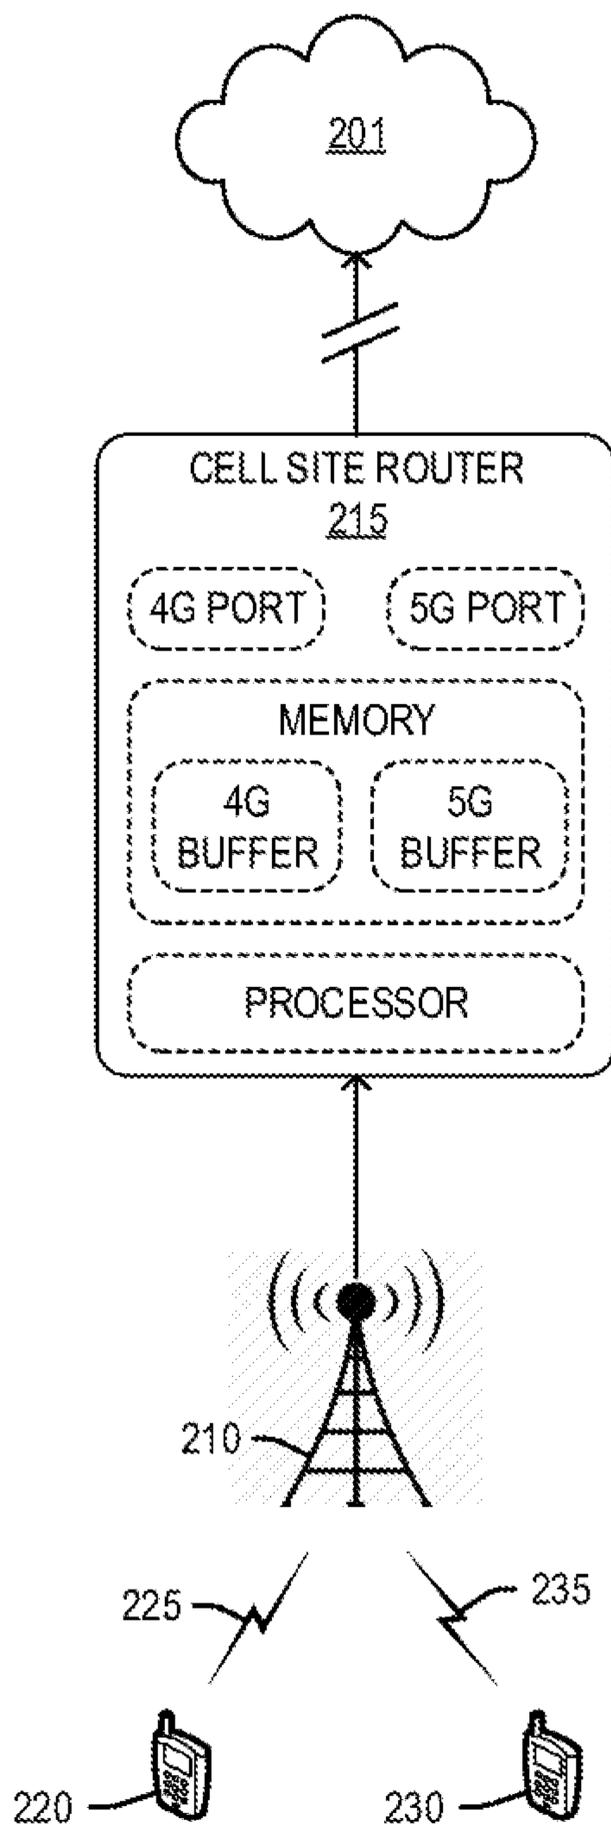 201
CELL SITE ROUTER
215
4G PORT
5G PORT
MEMORY
4G
BUFFER
5G
BUFFER
PROCESSOR
210
225
235
220
230